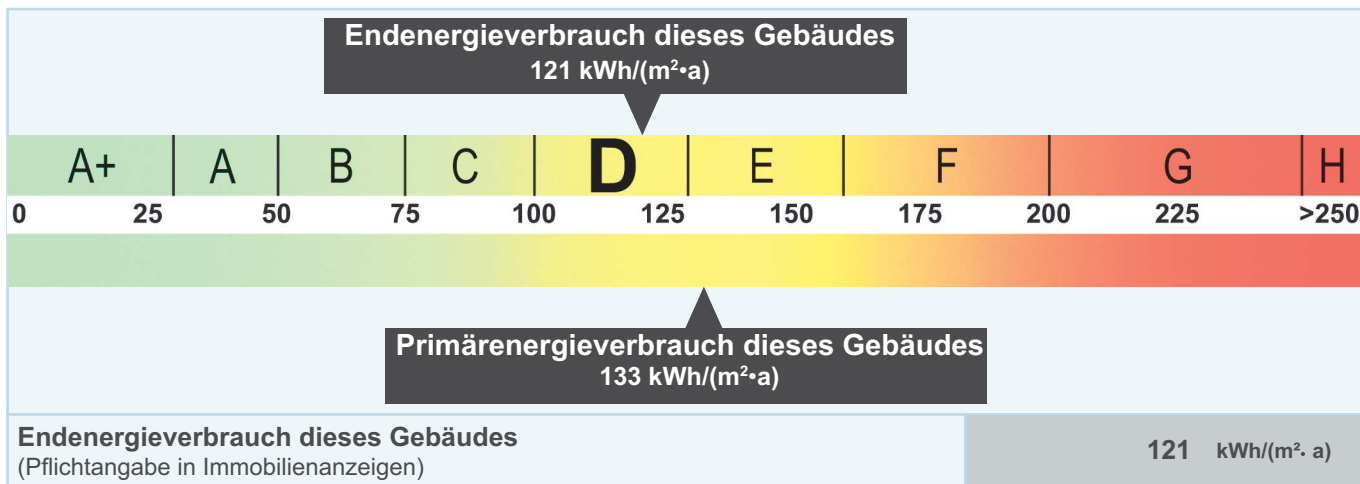 Endenergieverbrauch dieses Gebäudes
121 kWh/(m²•a)
A+ A B C D E F G H
0 25 50 75 100 125 150 175 200 225 >250
Primärenergieverbrauch dieses Gebäudes
133 kWh/(m²•a)
Endenergieverbrauch dieses Gebäudes
(Pflichtangabe in Immobilienanzeigen)
121 kWh/(m²· a)